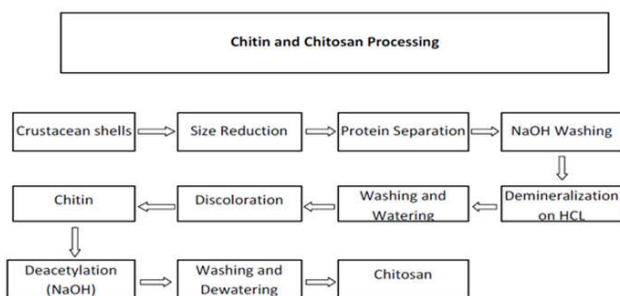 Chitin and Chitosan Processing
Crustacean shells
Size Reduction
Protein Separation
NaOH Washing
Demineralization
on HCL
Washing and
Watering
Discoloration
Chitin
Deacetylation
(NaOH)
Washing and
Dewatering
Chitosan